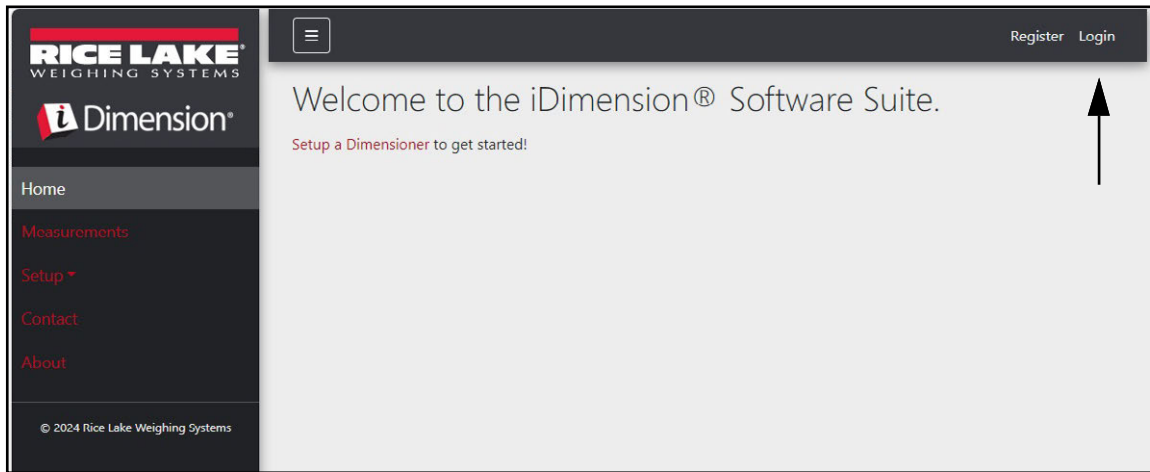 RICE LAKE®
WEIGHING SYSTEMS
i Dimension®
Home
Measurements
Setup
Contact
About
© 2024 Rice Lake Weighing Systems
Register Login
Welcome to the iDimension® Software Suite.
Setup a Dimensioner to get started!